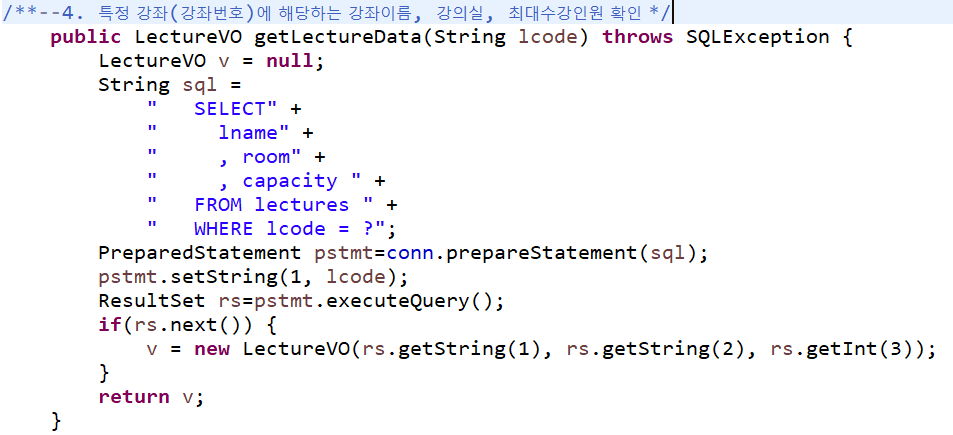 /**--4. 특정 강좌(강좌번호)에 해당하는 강좌이름, 강의실, 최대수강인원 확인 */
    public LectureVO getLectureData(String lcode) throws SQLException {
        LectureVO v = null;
        String sql =
            "   SELECT" +
            "     lname" +
            "     , room" +
            "     , capacity " +
            "   FROM lectures " +
            "   WHERE lcode = ?";
        PreparedStatement pstmt=conn.prepareStatement(sql);
        pstmt.setString(1, lcode);
        ResultSet rs=pstmt.executeQuery();
        if(rs.next()) {
            v = new LectureVO(rs.getString(1), rs.getString(2), rs.getInt(3));
        }
        return v;
    }